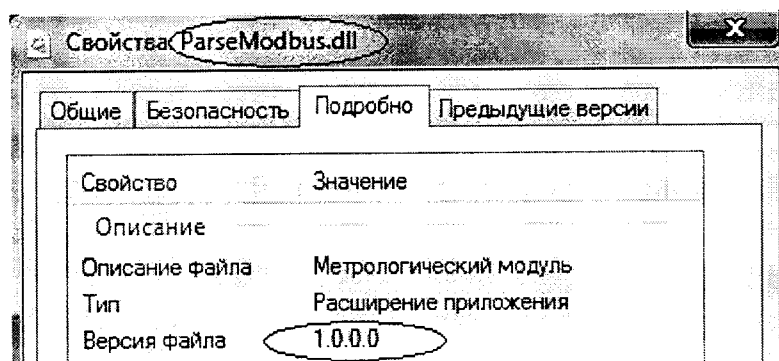 Свойства: ParseModbus.dll
X
Общие Безопасность Подробно Предыдущие версии
Свойство Значение
Описание
Описание файла Метрологический модуль
Тип Расширение приложения
Версия файла 1.0.0.0